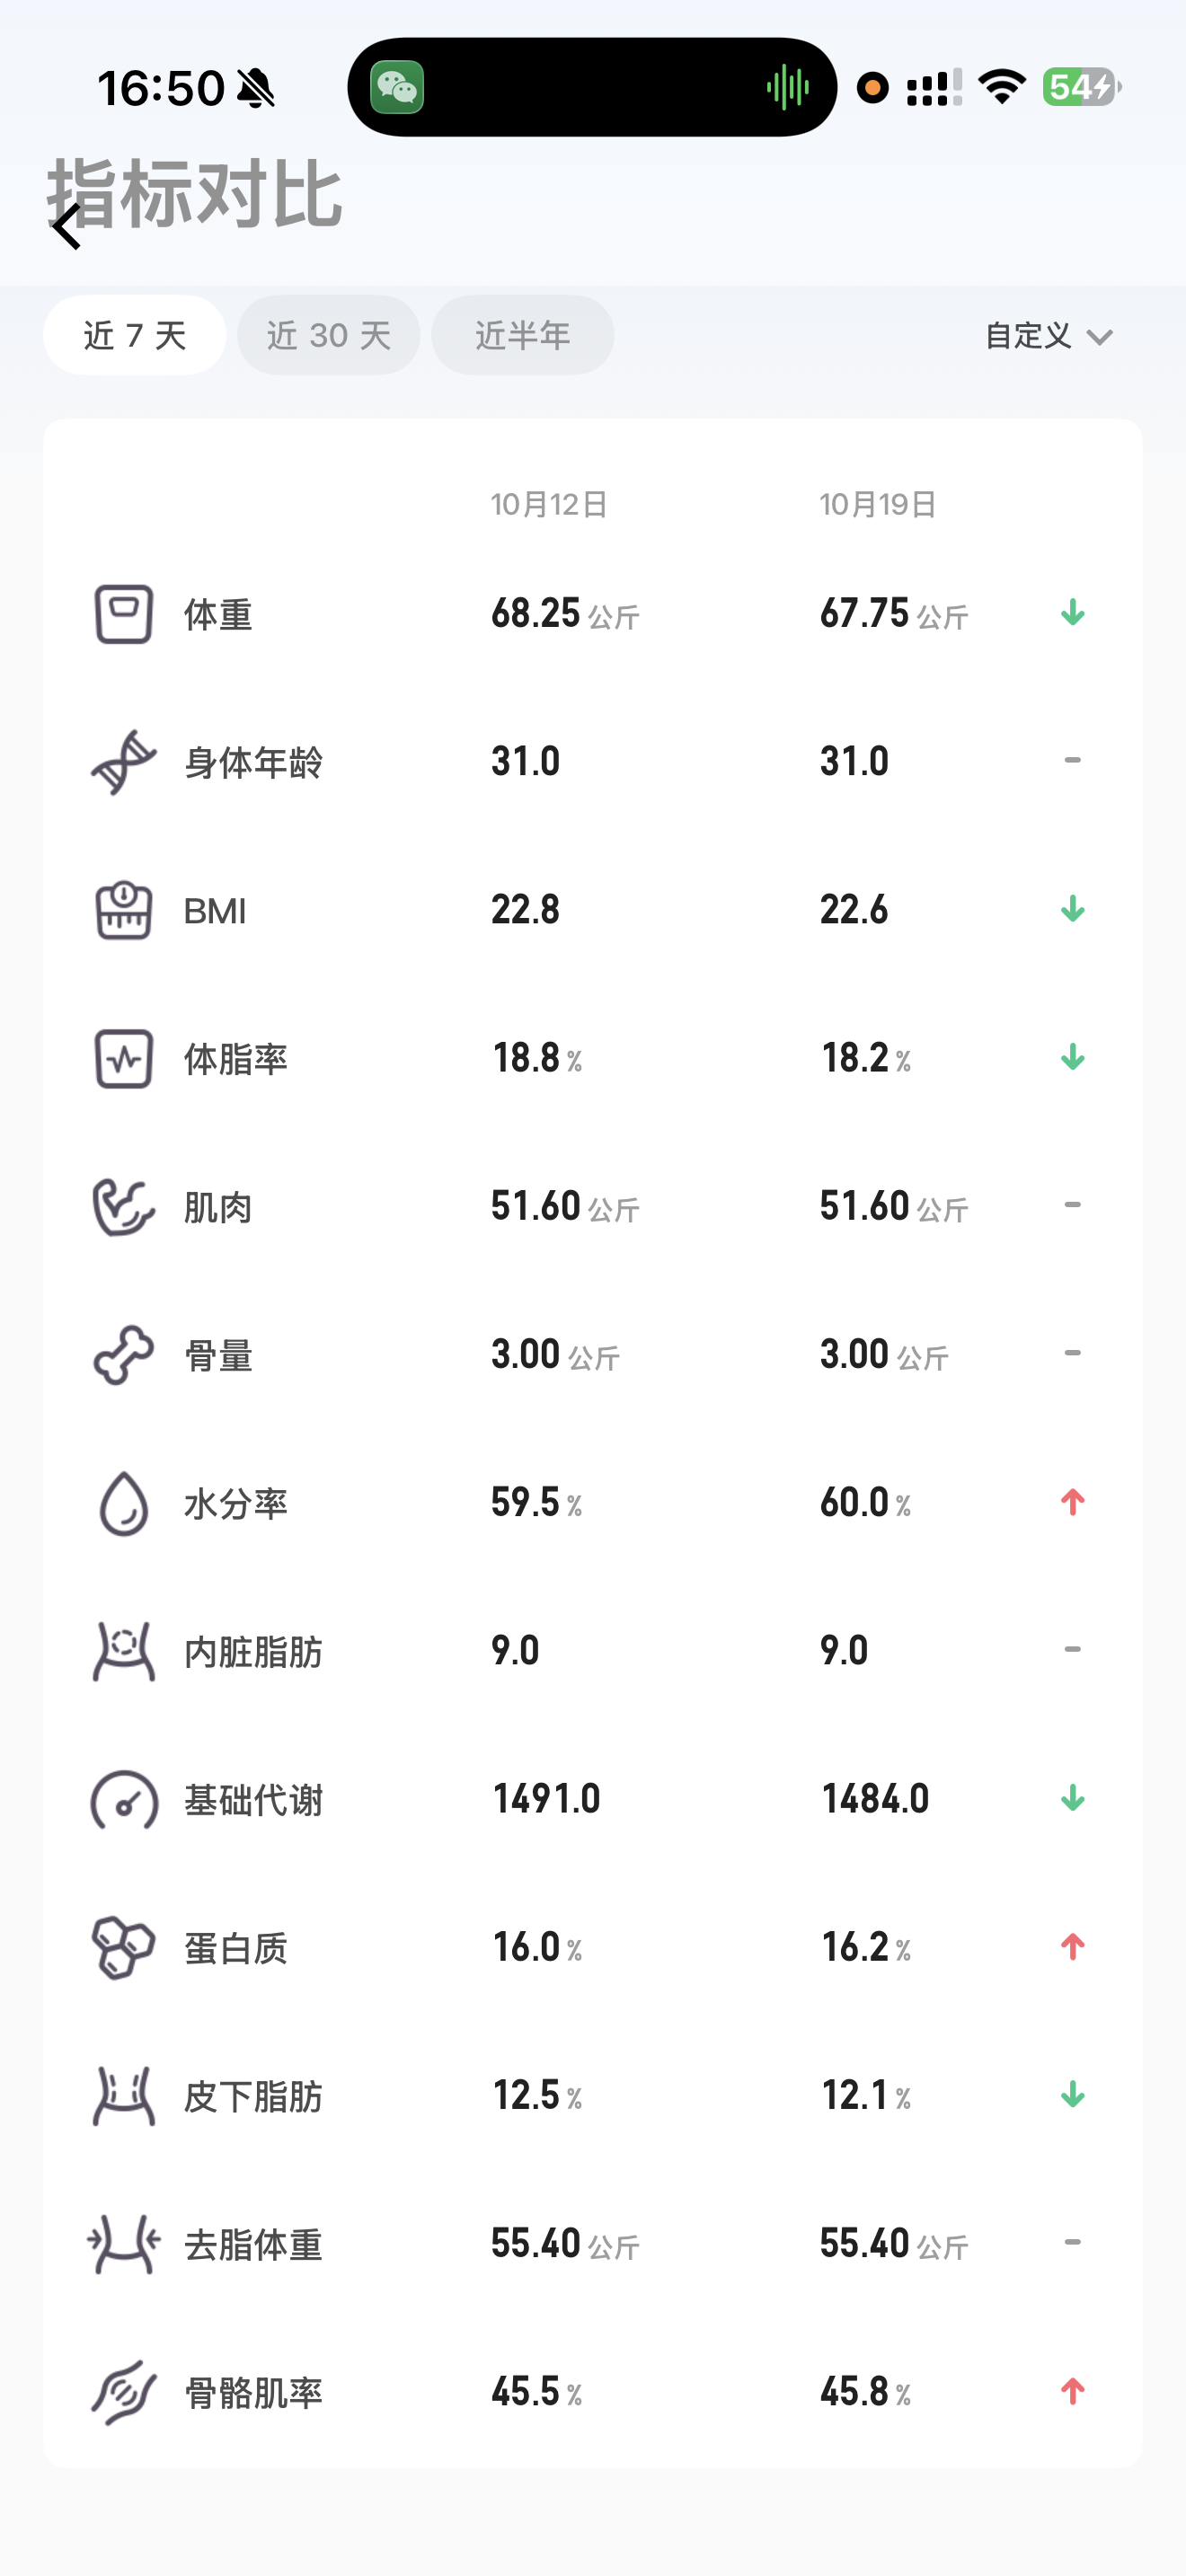 16:50 54
指标对比
近 7 天 近 30 天 近半年 自定义
10月12日 10月19日
体重 68.25 公斤 67.75 公斤
身体年龄 31.0 31.0 -
BMI 22.8 22.6
体脂率 18.8 % 18.2 %
肌肉 51.60 公斤 51.60 公斤 -
骨量 3.00 公斤 3.00 公斤 -
水分率 59.5 % 60.0 %
内脏脂肪 9.0 9.0 -
基础代谢 1491.0 1484.0
蛋白质 16.0 % 16.2 %
皮下脂肪 12.5 % 12.1 %
去脂体重 55.40 公斤 55.40 公斤 -
骨骼肌率 45.5 % 45.8 %